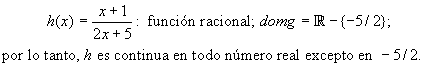 h(x) = \frac{x+1}{2x+5}: función racional; domg = ℝ − {−5/2};
por lo tanto, h es continua en todo número real excepto en −5/2.